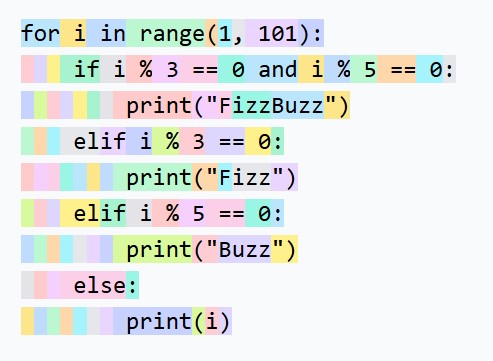 for i in range(1, 101):
    if i % 3 == 0 and i % 5 == 0:
        print("FizzBuzz")
    elif i % 3 == 0:
        print("Fizz")
    elif i % 5 == 0:
        print("Buzz")
    else:
        print(i)